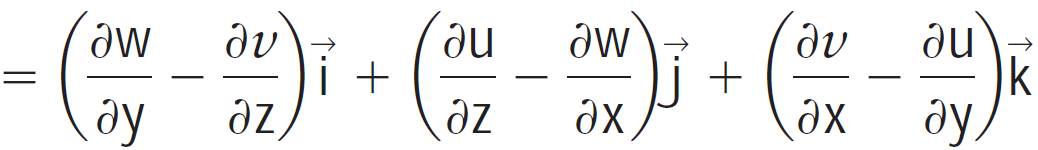 = (∂w/∂y − ∂v/∂z) i⃗ + (∂u/∂z − ∂w/∂x) j⃗ + (∂v/∂x − ∂u/∂y) k⃗